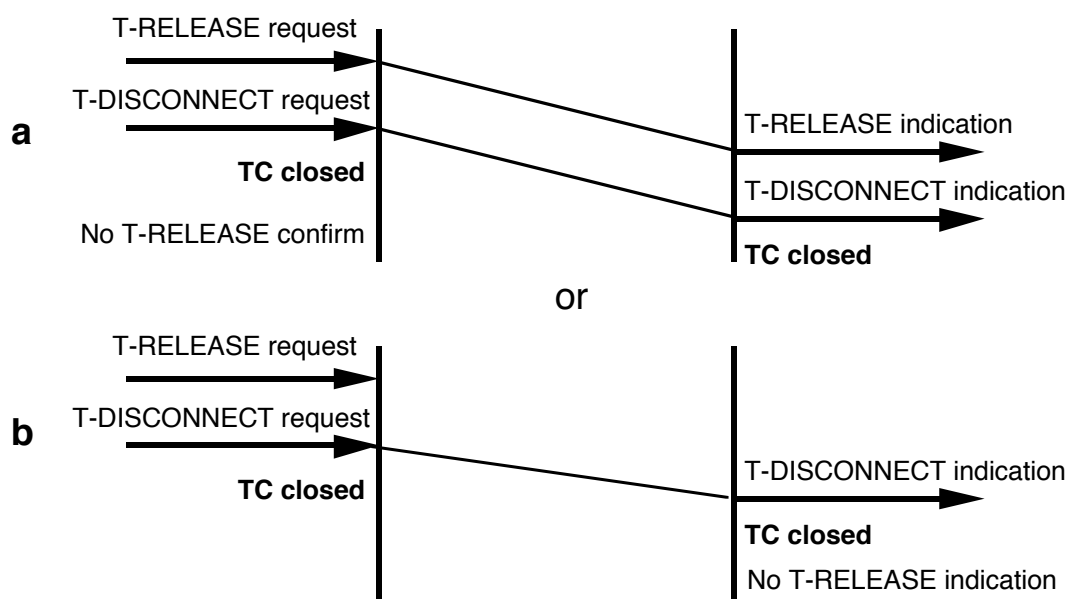 T-RELEASE request
T-DISCONNECT request
a
T-RELEASE indication
TC closed
T-DISCONNECT indication
No T-RELEASE confirm
TC closed
or
T-RELEASE request
T-DISCONNECT request
b
T-DISCONNECT indication
TC closed
TC closed
No T-RELEASE indication